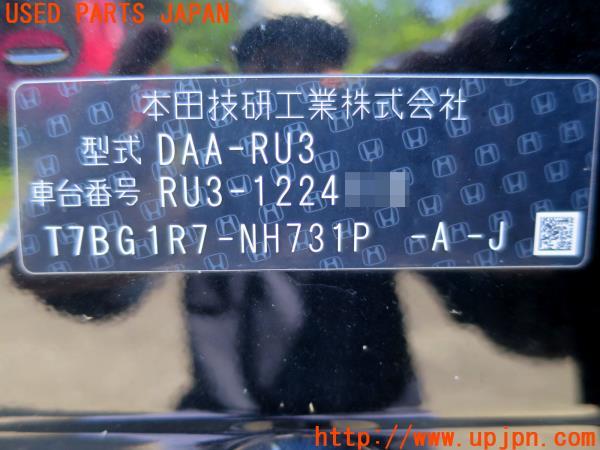 USED PARTS JAPAN
本田技研工業株式会社
型式 DAA-RU3
車台番号 RU3-1224
T7BG1R7-NH731P -A-J
http://www.upjpn.com